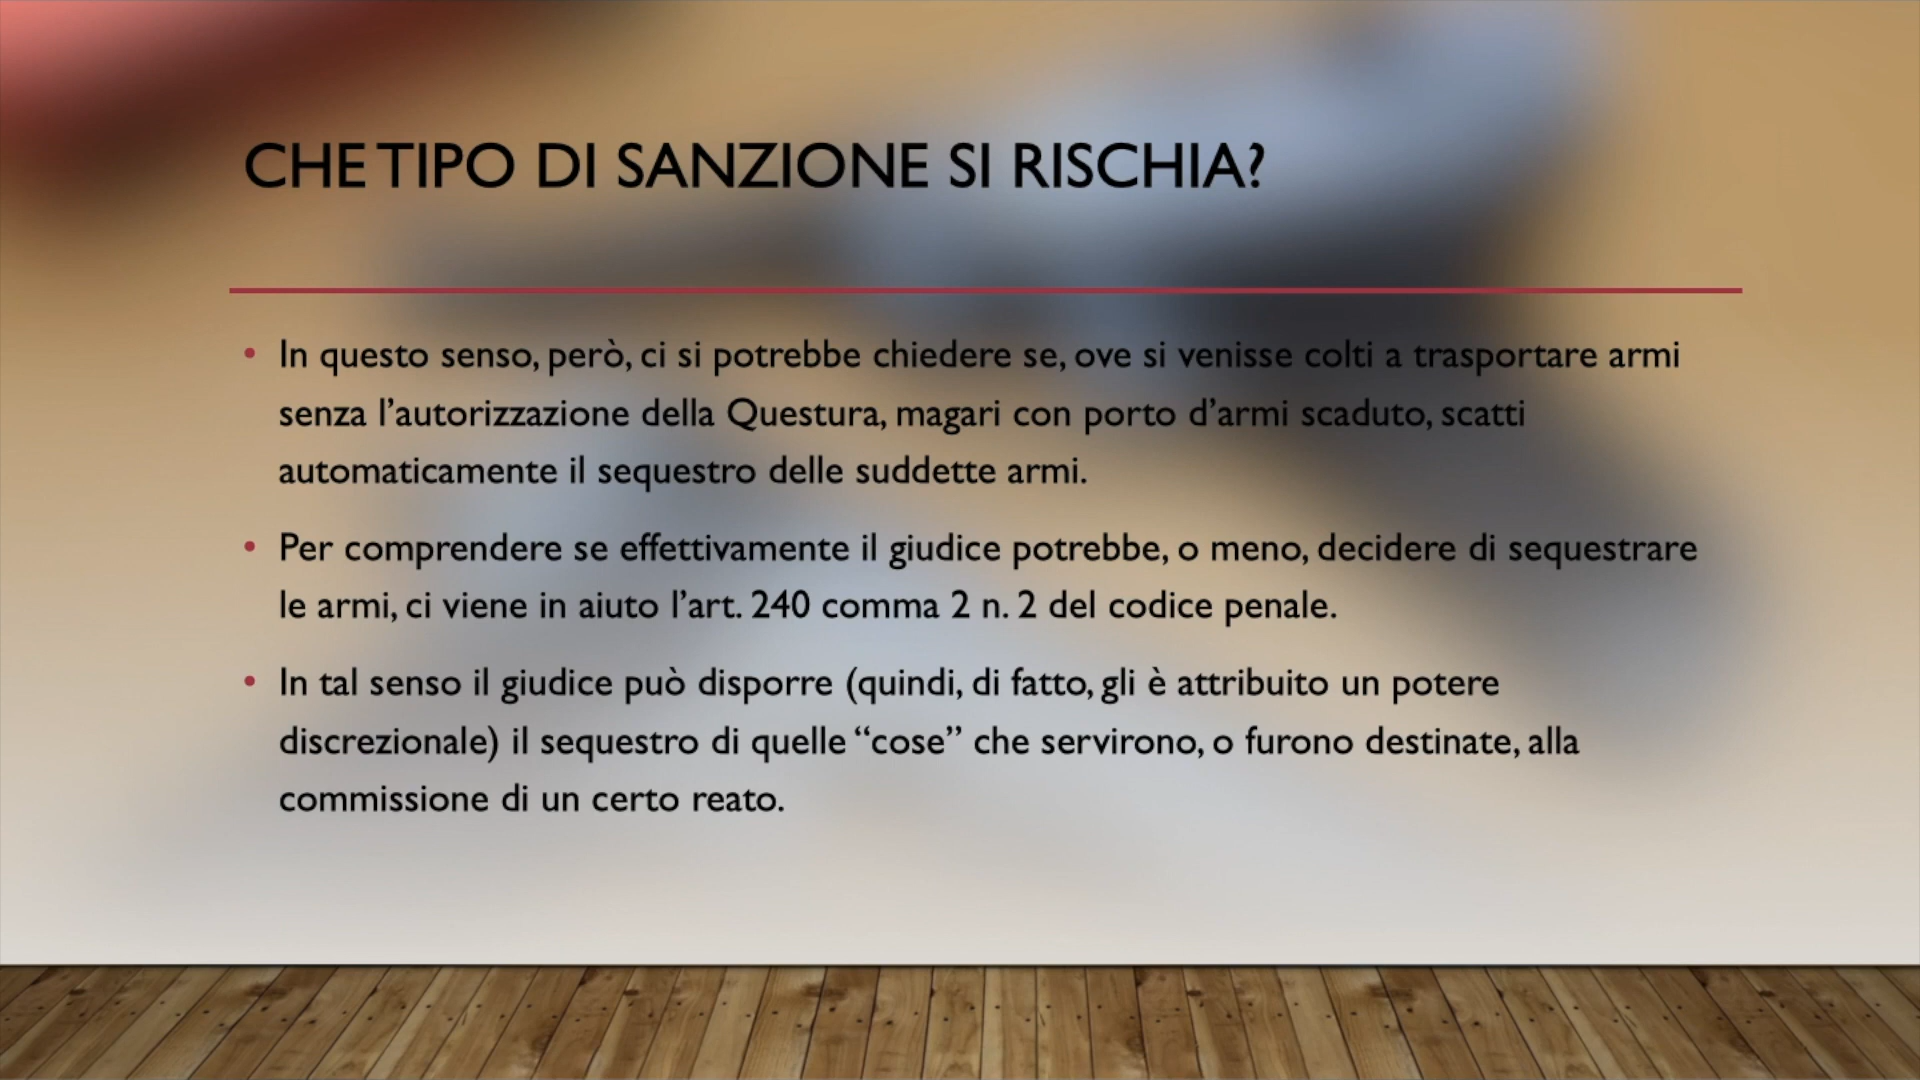 CHE TIPO DI SANZIONE SI RISCHIA?
• In questo senso, però, ci si potrebbe chiedere se, ove si venisse colti a trasportare armi
senza l’autorizzazione della Questura, magari con porto d’armi scaduto, scatti
automaticamente il sequestro delle suddette armi.
• Per comprendere se effettivamente il giudice potrebbe, o meno, decidere di sequestrare
le armi, ci viene in aiuto l’art. 240 comma 2 n. 2 del codice penale.
• In tal senso il giudice può disporre (quindi, di fatto, gli è attribuito un potere
discrezionale) il sequestro di quelle “cose” che servirono, o furono destinate, alla
commissione di un certo reato.